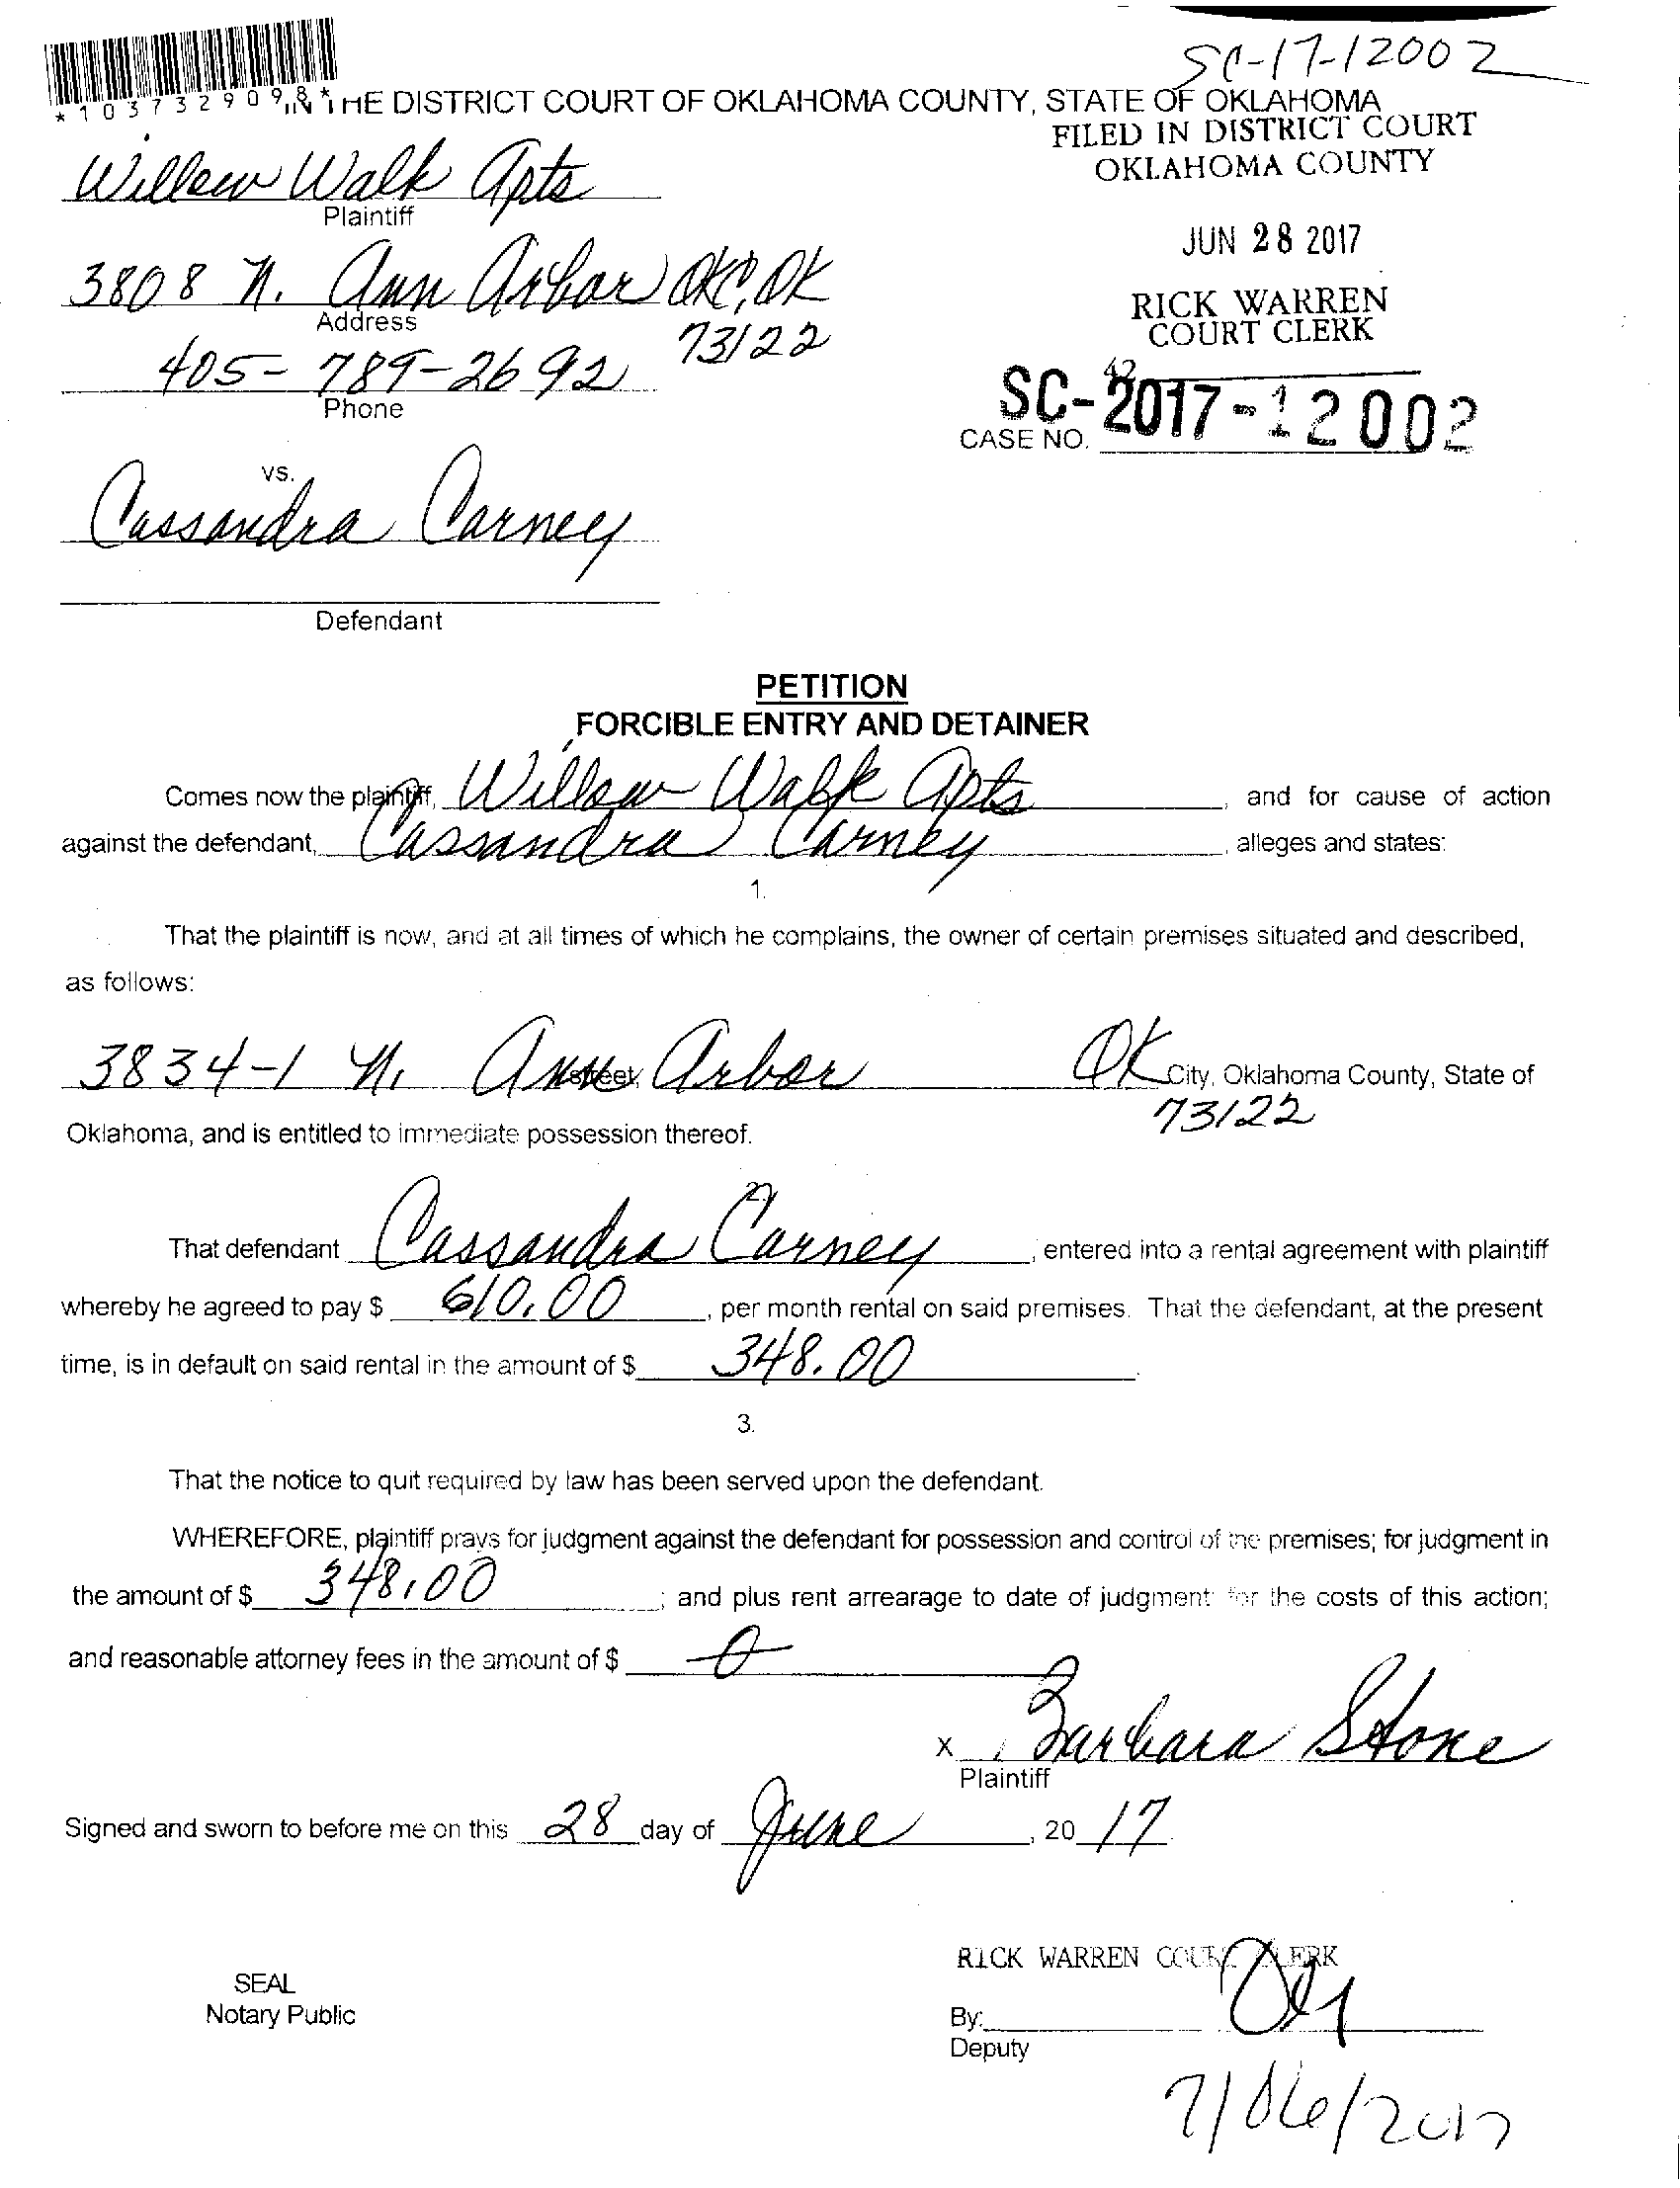 SC-17-12002
*1037329098*
IN THE DISTRICT COURT OF OKLAHOMA COUNTY, STATE OF OKLAHOMA
FILED IN DISTRICT COURT
OKLAHOMA COUNTY
Willow Walk Apts
Plaintiff
JUN 28 2017
3808 N. Ann Arbor OKC, OK
Address
73122
RICK WARREN
COURT CLERK
405-789-2692
Phone
42
SC-2017-12002
CASE NO.
vs.
Cassandra Carney
Defendant
PETITION
FORCIBLE ENTRY AND DETAINER
Comes now the plaintiff, Willow Walk Apts, and for cause of action
against the defendant, Cassandra Carney, alleges and states:
1.
That the plaintiff is now, and at all times of which he complains, the owner of certain premises situated and described,
as follows:
3834-1 N. Ann Arbor Street, OK City, Oklahoma County, State of
73122
Oklahoma, and is entitled to immediate possession thereof.
2.
That defendant Cassandra Carney, entered into a rental agreement with plaintiff
whereby he agreed to pay $ 610.00, per month rental on said premises. That the defendant, at the present
time, is in default on said rental in the amount of $ 348.00.
3.
That the notice to quit required by law has been served upon the defendant.
WHEREFORE, plaintiff prays for judgment against the defendant for possession and control of the premises; for judgment in
the amount of $ 348.00; and plus rent arrearage to date of judgment; for the costs of this action;
and reasonable attorney fees in the amount of $ 0
x Barbara Stone
Plaintiff
Signed and sworn to before me on this 28 day of June, 20 17.
RICK WARREN COURT CLERK
SEAL
Notary Public
By:
Deputy
7/06/2017